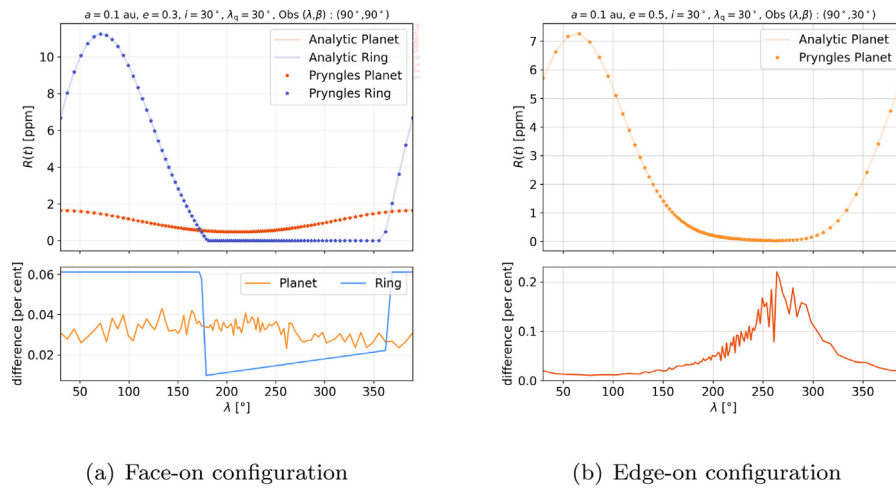 a = 0.1 au, e = 0.3, i = 30°, λq = 30°, Obs (λ,β) : (90°,90°)
Analytic Planet
Analytic Ring
Pryngles Planet
Pryngles Ring
R(t) [ppm]
10
8
6
4
2
0
difference [per cent]
0.06
0.04
0.02
Planet
Ring
50 100 150 200 250 300 350
λ [°]
(a) Face-on configuration
a = 0.1 au, e = 0.5, i = 30°, λq = 30°, Obs (λ,β) : (90°,30°)
Analytic Planet
Pryngles Planet
R(t) [ppm]
7
6
5
4
3
2
1
0
difference [per cent]
0.2
0.1
0.0
50 100 150 200 250 300 350
λ [°]
(b) Edge-on configuration